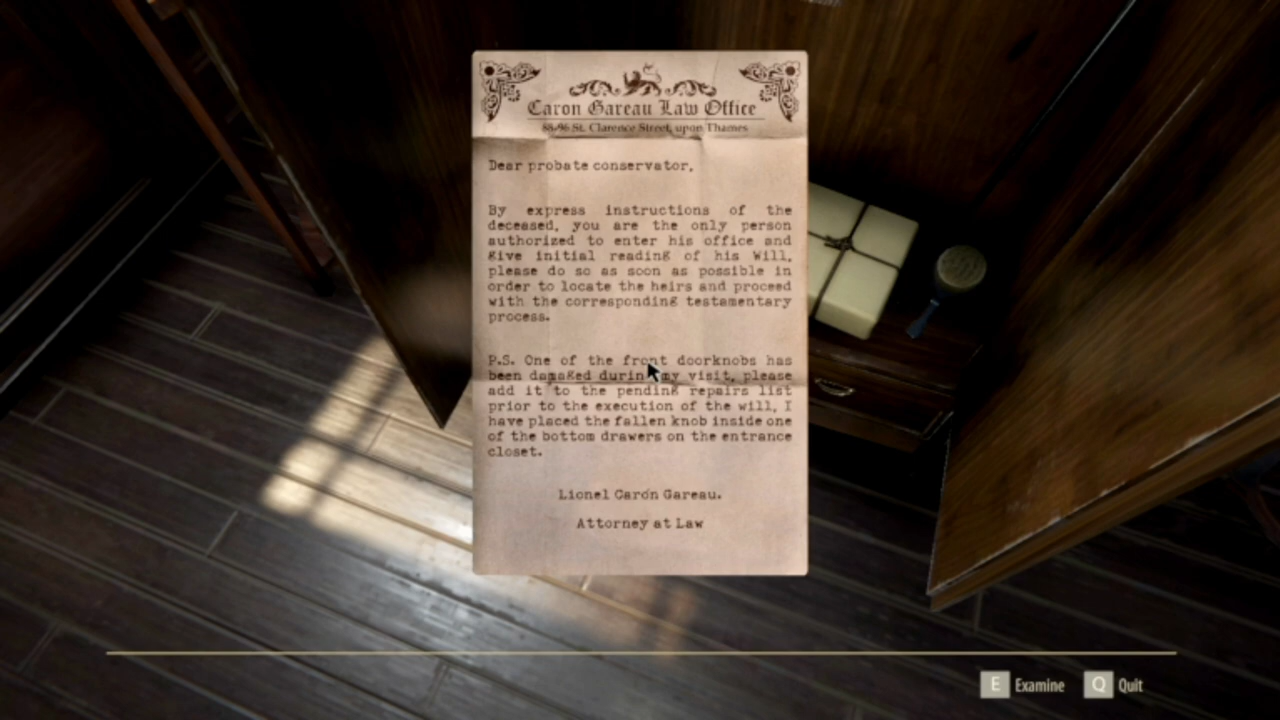 Caron Gareau Law Office
88-96 St. Clarence Street, upon Thames
Dear probate conservator,
By express instructions of the
deceased, you are the only person
authorized to enter his office and
give initial reading of his Will,
please do so as soon as possible in
order to locate the heirs and proceed
with the corresponding testamentary
process.
P.S. One of the front doorknobs has
been damaged during my visit, please
add it to the pending repairs list
prior to the execution of the will, I
have placed the fallen knob inside one
of the bottom drawers on the entrance
closet.
Lionel Caron Gareau.
Attorney at Law
E Examine Q Quit